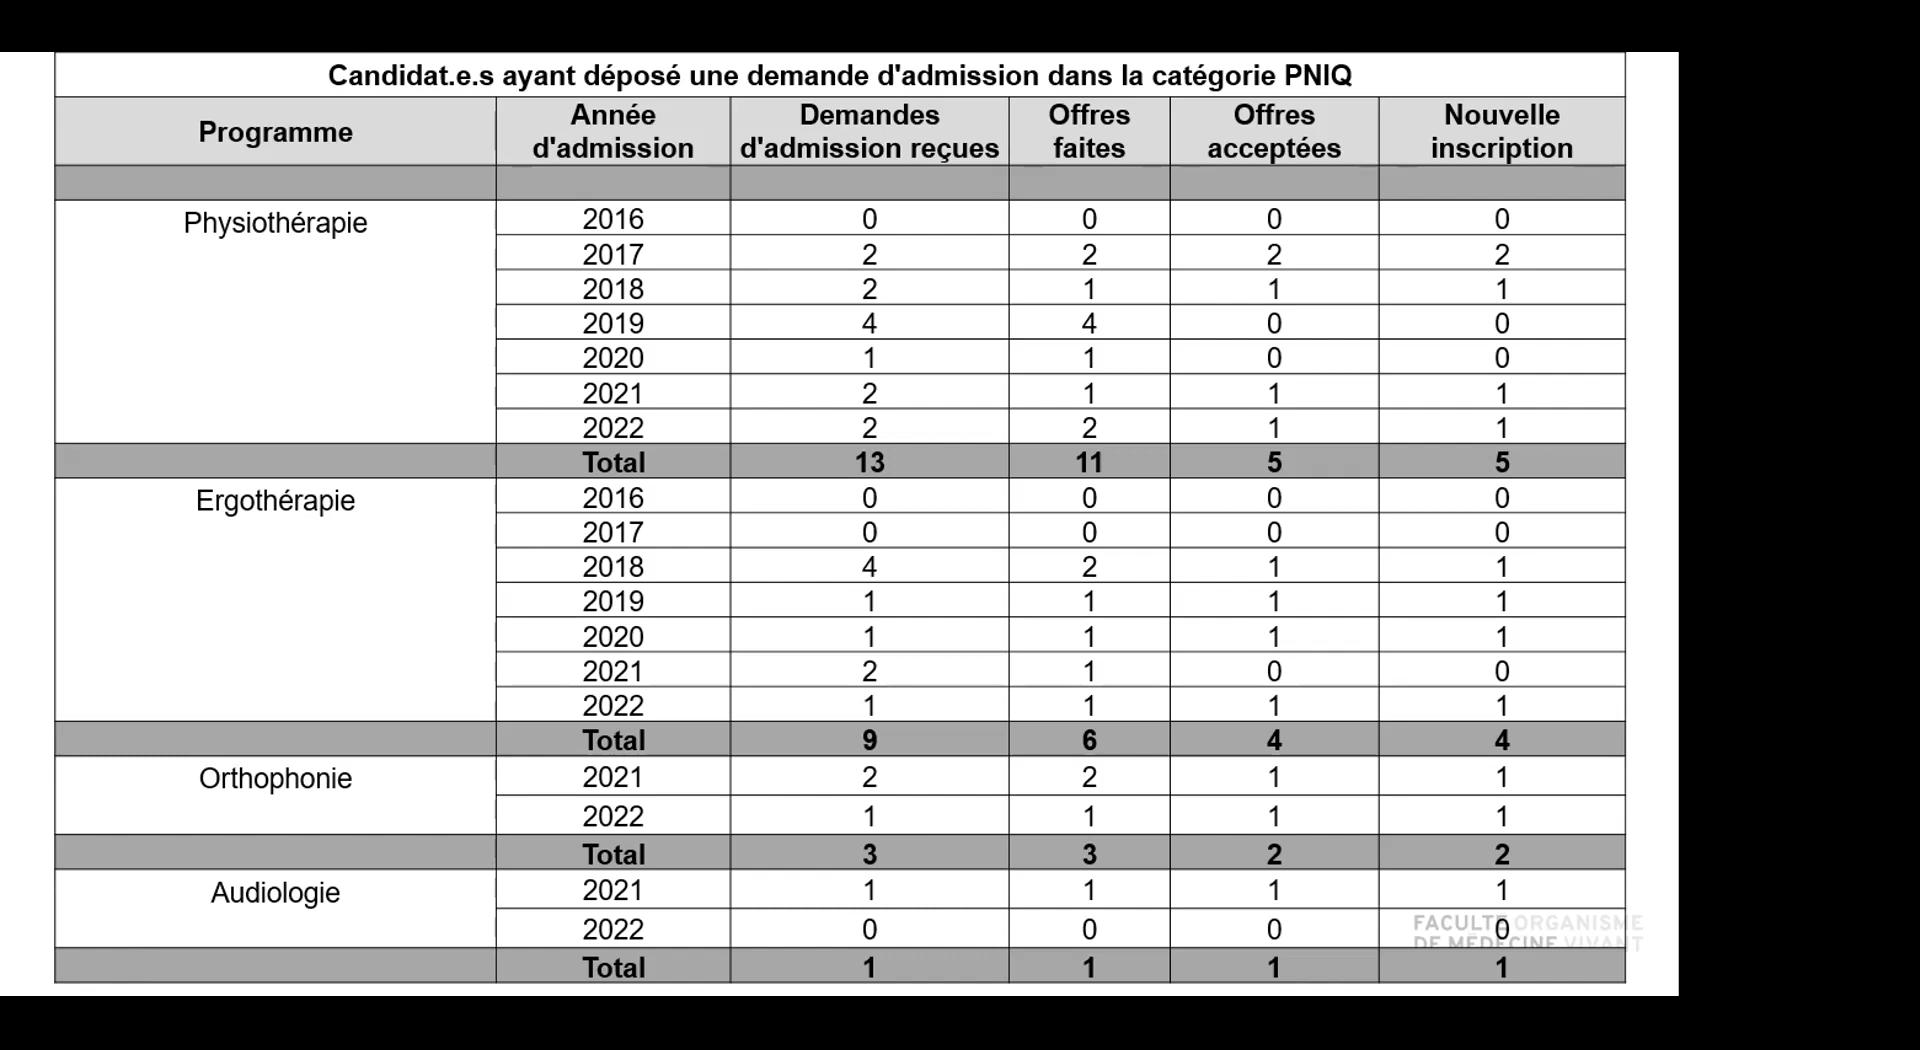 Candidat.e.s ayant déposé une demande d'admission dans la catégorie PNIQ
Programme Année d'admission Demandes d'admission reçues Offres faites Offres acceptées Nouvelle inscription
Physiothérapie 2016 0 0 0 0
2017 2 2 2 2
2018 2 1 1 1
2019 4 4 0 0
2020 1 1 0 0
2021 2 1 1 1
2022 2 2 1 1
Total 13 11 5 5
Ergothérapie 2016 0 0 0 0
2017 0 0 0 0
2018 4 2 1 1
2019 1 1 1 1
2020 1 1 1 1
2021 2 1 0 0
2022 1 1 1 1
Total 9 6 4 4
Orthophonie 2021 2 2 1 1
2022 1 1 1 1
Total 3 3 2 2
Audiologie 2021 1 1 1 1
2022 0 0 0 0
Total 1 1 1 1
FACULTÉ ORGANISME
DE MÉDECINE VIVANT